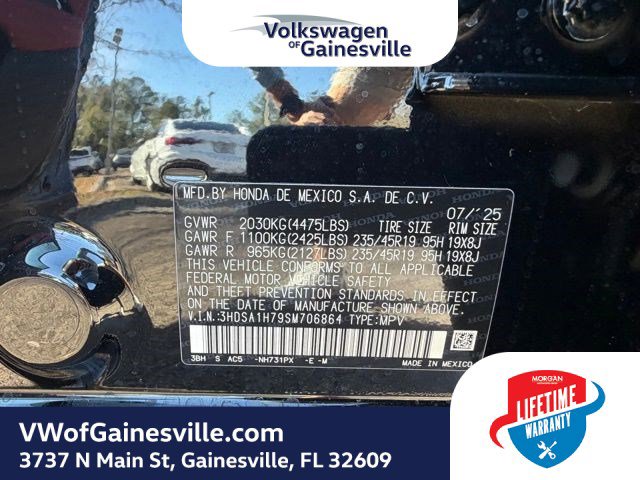 Volkswagen
OF Gainesville
MFD.BY HONDA DE MEXICO S.A. DE C.V.
07/'25
GVWR 2030KG(4475LBS) TIRE SIZE RIM SIZE
GAWR F 1100KG(2425LBS) 235/45R19 95H 19X8J
GAWR R 965KG(2127LBS) 235/45R19 95H 19X8J
THIS VEHICLE CONFORMS TO ALL APPLICABLE
FEDERAL MOTOR VEHICLE SAFETY
AND THEFT PREVENTION STANDARDS IN EFFECT
ON THE DATE OF MANUFACTURE SHOWN ABOVE.
V.I.N.:3HDSA1H79SM706864 TYPE:MPV
3BH S AC5 -NH731PX -E -M MADE IN MEXICO
MORGAN
LIFETIME
WARRANTY
VWofGainesville.com
3737 N Main St, Gainesville, FL 32609